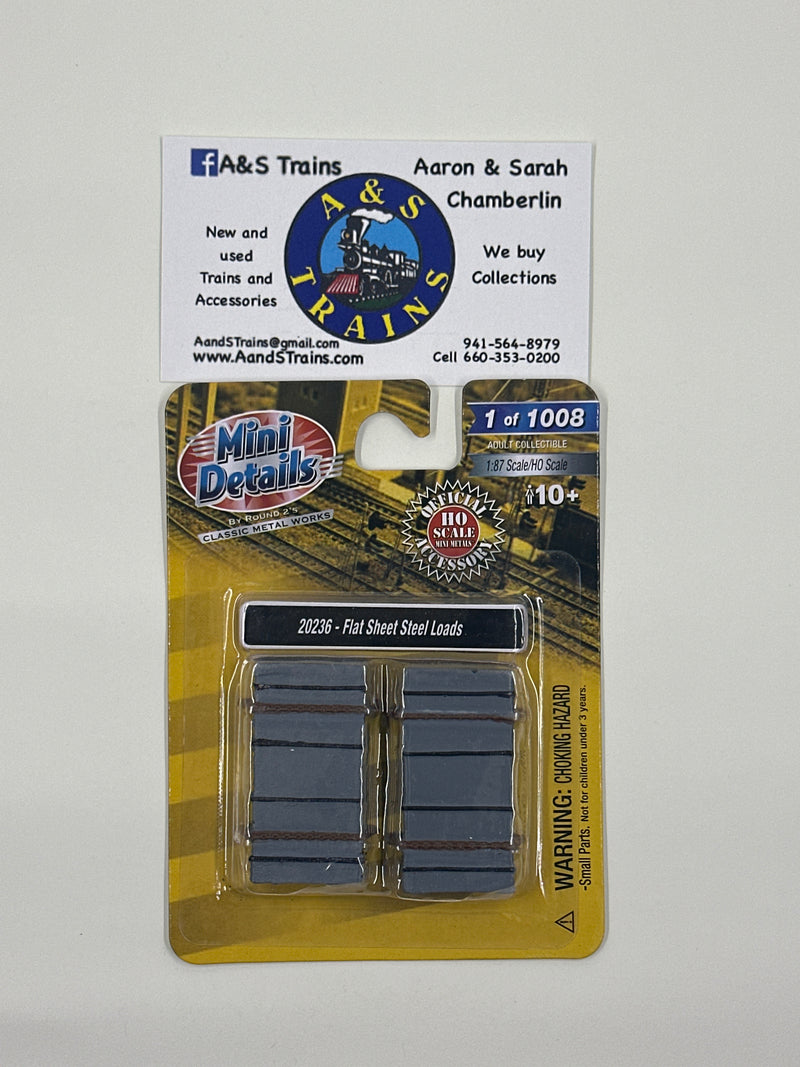 A&S Trains
Aaron & Sarah
Chamberlin
A & S
TRAINS
New and
used
Trains and
Accessories
We buy
Collections
AandSTrains@gmail.com
www.AandSTrains.com
941-564-8979
Cell 660-353-0200
Mini
Details
BY ROUND 2's
CLASSIC METAL WORKS
1 of 1008
ADULT COLLECTIBLE
1:87 Scale/HO Scale
10+
OFFICIAL
HO
SCALE
MINI METALS
ACCESSORY
20236 - Flat Sheet Steel Loads
WARNING: CHOKING HAZARD
-Small Parts. Not for children under 3 years.